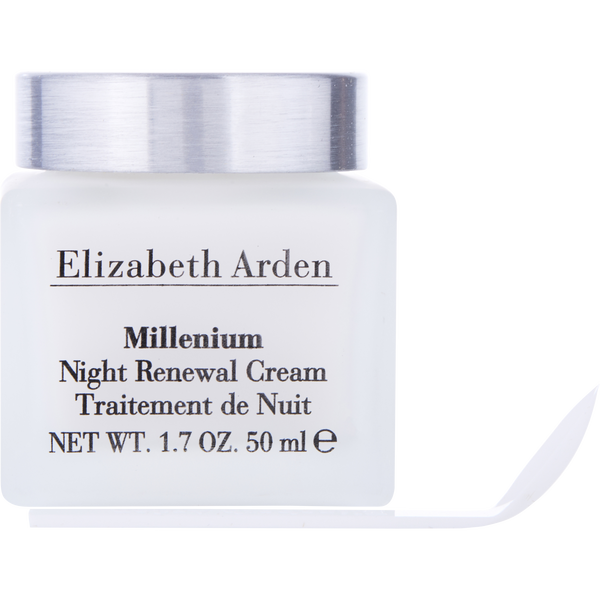 Elizabeth Arden
Millenium
Night Renewal Cream
Traitement de Nuit
NET WT. 1.7 OZ. 50 ml ℮